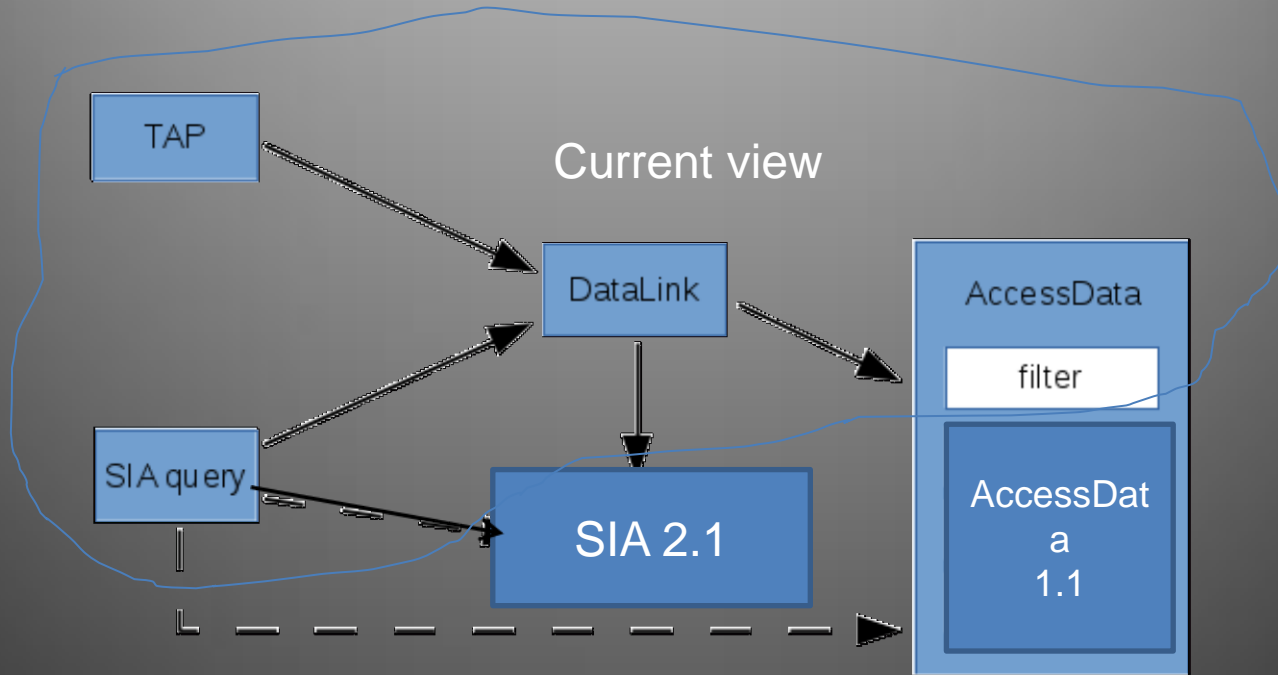 TAP
Current view
DataLink
AccessData
filter
SIA query
SIA 2.1
AccessDat
a
1.1